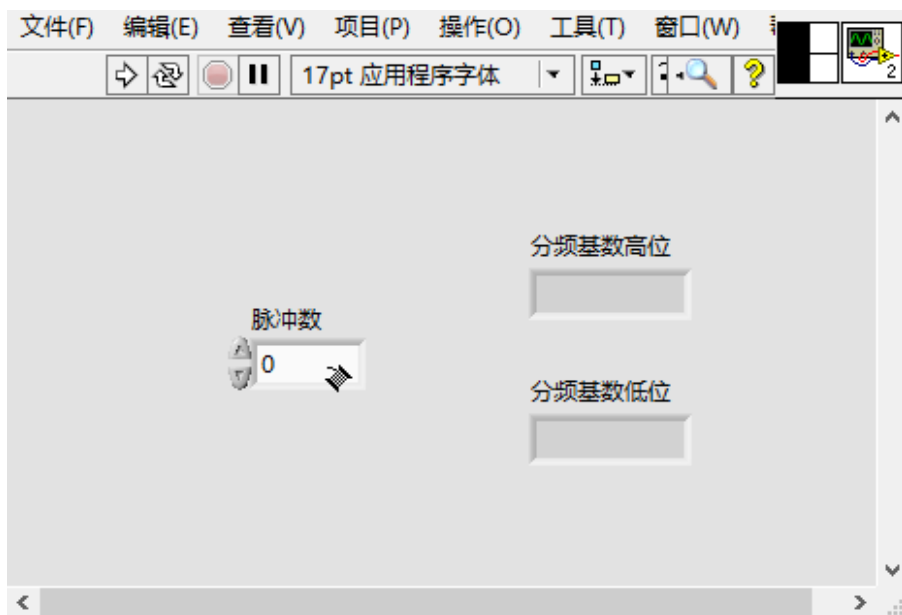 文件(F) 编辑(E) 查看(V) 项目(P) 操作(O) 工具(T) 窗口(W)
17pt 应用程序字体
2
分频基数高位
脉冲数
0
分频基数低位